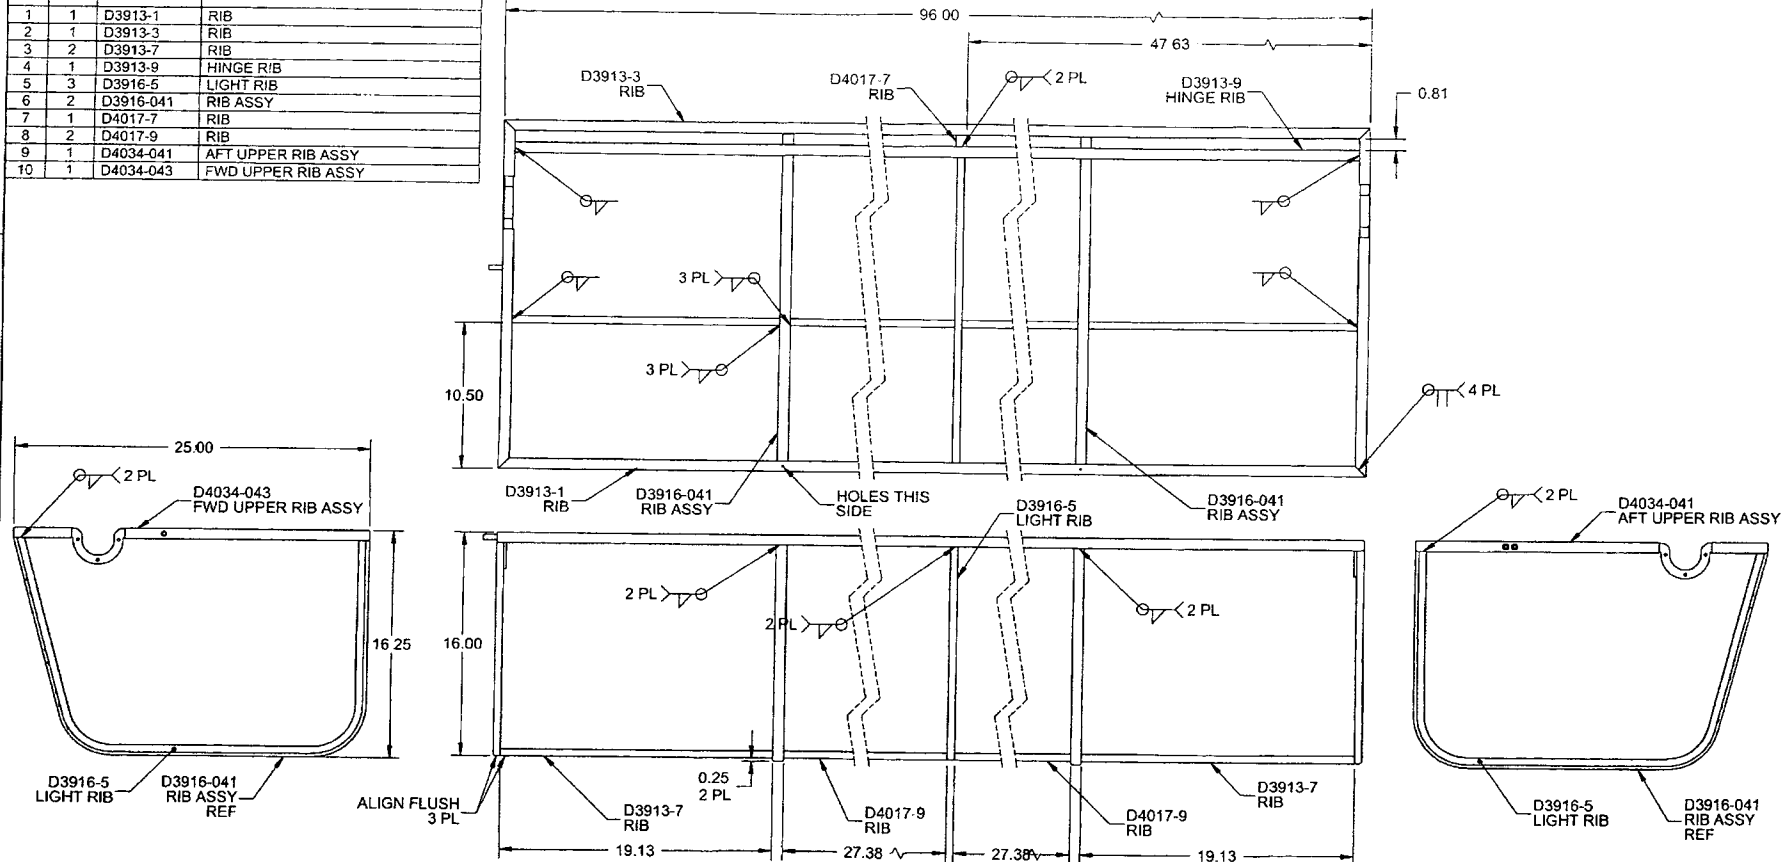 1 1 D3913-1 RIB
2 1 D3913-3 RIB
3 2 D3913-7 RIB
4 1 D3913-9 HINGE RIB
5 3 D3916-5 LIGHT RIB
6 2 D3916-041 RIB ASSY
7 1 D4017-7 RIB
8 2 D4017-9 RIB
9 1 D4034-041 AFT UPPER RIB ASSY
10 1 D4034-043 FWD UPPER RIB ASSY
96 00
47 63
D3913-3
RIB
D4017-7
RIB
2 PL
D3913-9
HINGE RIB
0.81
3 PL
3 PL
10.50
4 PL
D3913-1
RIB
D3916-041
RIB ASSY
HOLES THIS
SIDE
D3916-5
LIGHT RIB
D3916-041
RIB ASSY
25.00
2 PL
D4034-043
FWD UPPER RIB ASSY
16 25
D3916-5
LIGHT RIB
D3916-041
RIB ASSY
REF
16.00
2 PL
2 PL
2 PL
ALIGN FLUSH
3 PL
D3913-7
RIB
0.25
2 PL
D4017-9
RIB
D4017-9
RIB
D3913-7
RIB
19.13
27.38
27.38
19.13
2 PL
D4034-041
AFT UPPER RIB ASSY
D3916-5
LIGHT RIB
D3916-041
RIB ASSY
REF